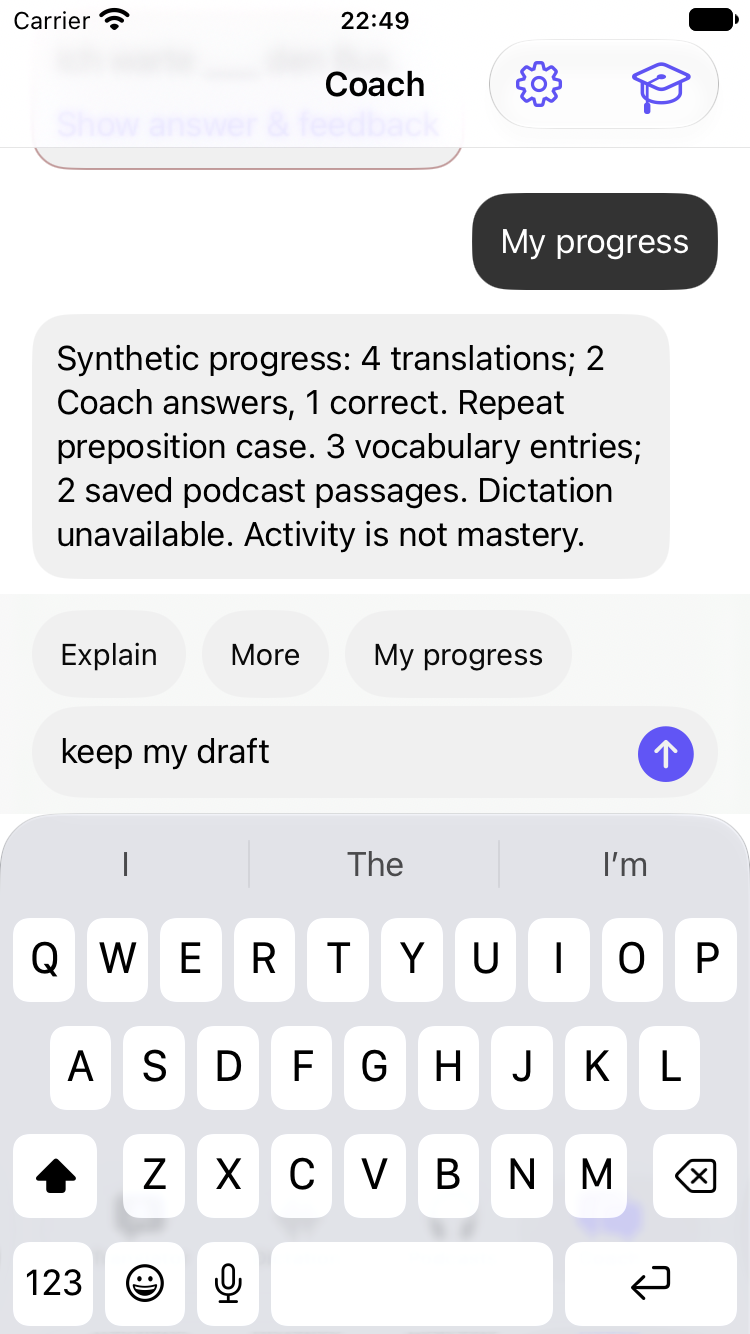 Carrier 22:49
Coach
Show answer & feedback
My progress
Synthetic progress: 4 translations; 2
Coach answers, 1 correct. Repeat
preposition case. 3 vocabulary entries;
2 saved podcast passages. Dictation
unavailable. Activity is not mastery.
Explain More My progress
keep my draft
I The I’m
Q W E R T Y U I O P
A S D F G H J K L
Z X C V B N M
123